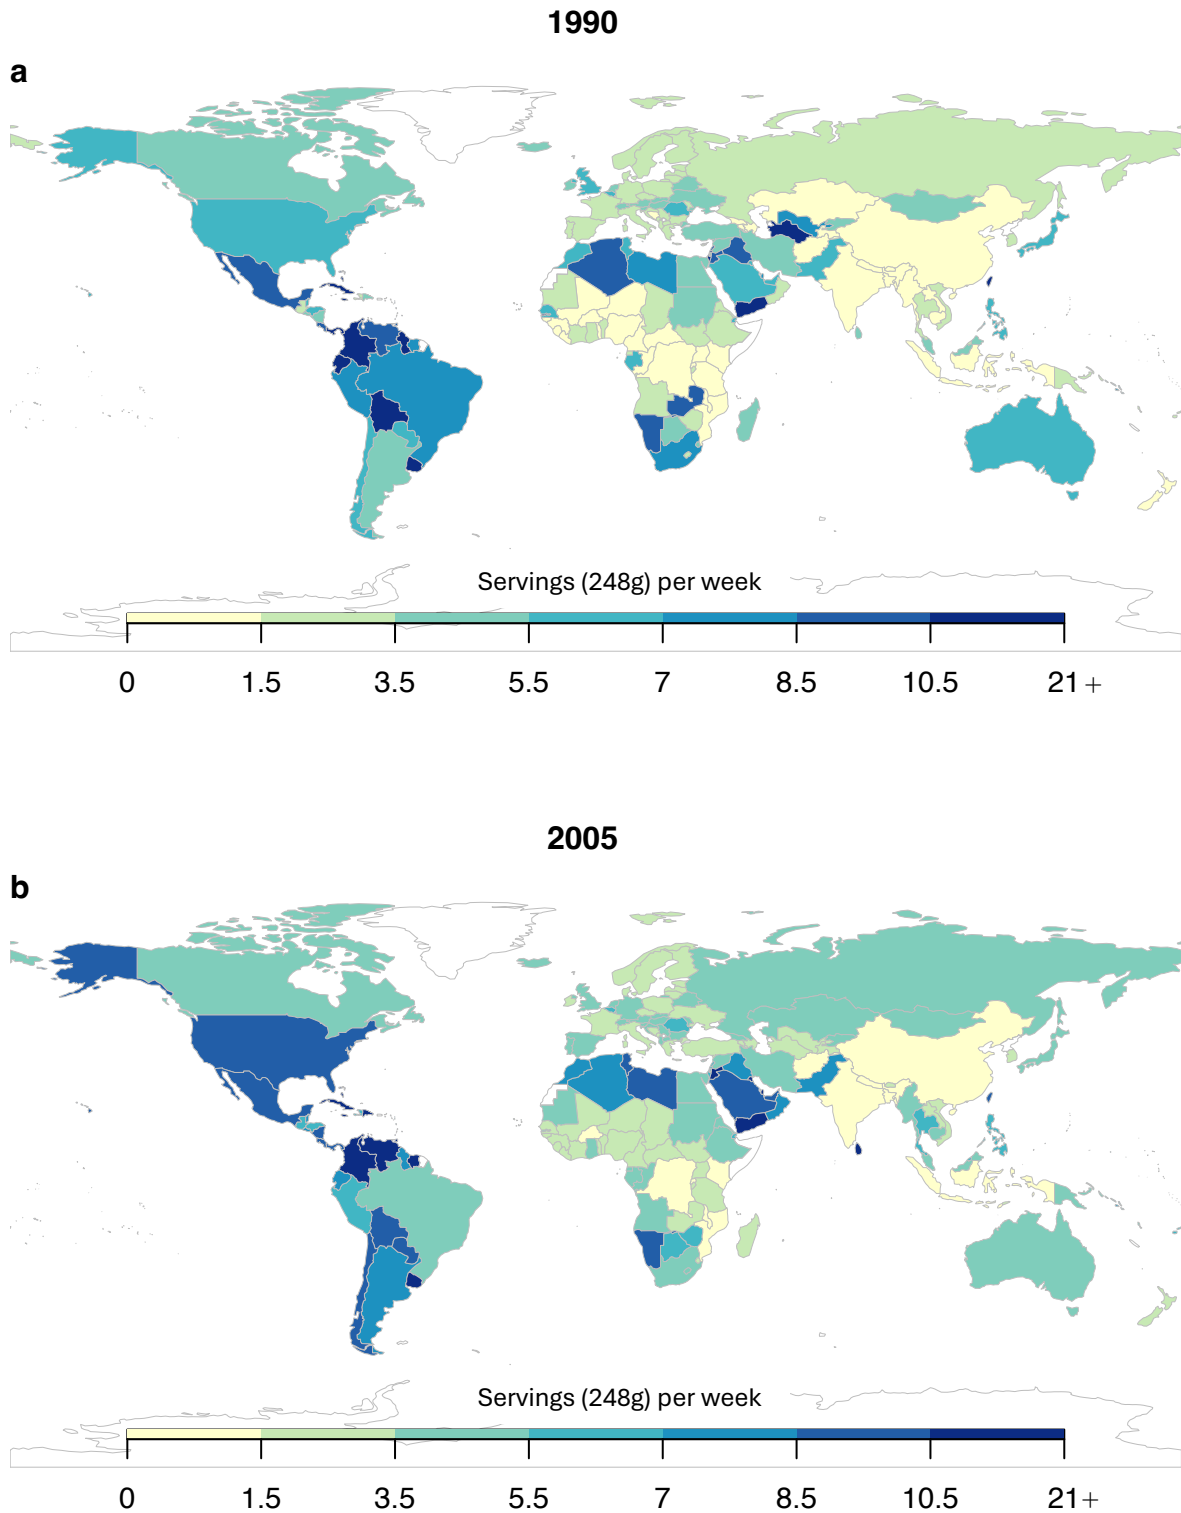 1990
a
Servings (248g) per week
0 1.5 3.5 5.5 7 8.5 10.5 21 +
2005
b
Servings (248g) per week
0 1.5 3.5 5.5 7 8.5 10.5 21+